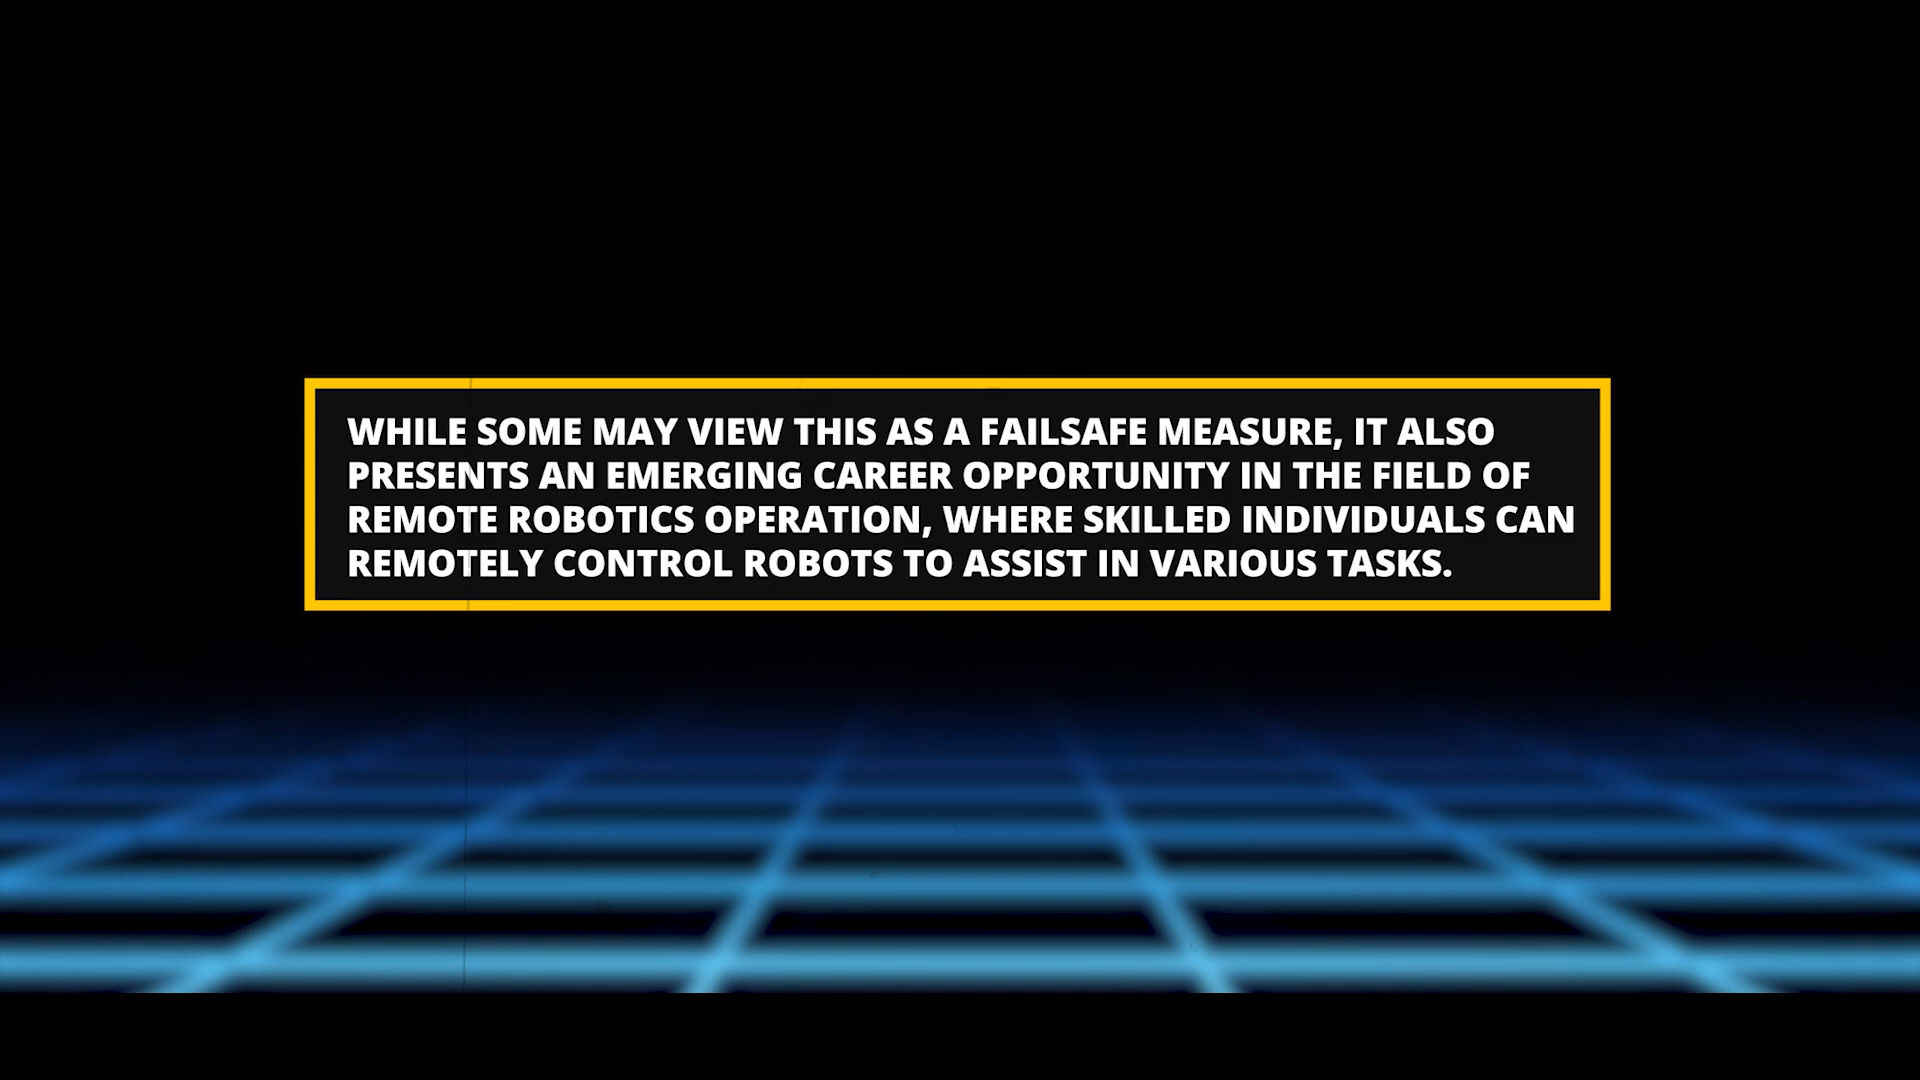 WHILE SOME MAY VIEW THIS AS A FAILSAFE MEASURE, IT ALSO
PRESENTS AN EMERGING CAREER OPPORTUNITY IN THE FIELD OF
REMOTE ROBOTICS OPERATION, WHERE SKILLED INDIVIDUALS CAN
REMOTELY CONTROL ROBOTS TO ASSIST IN VARIOUS TASKS.